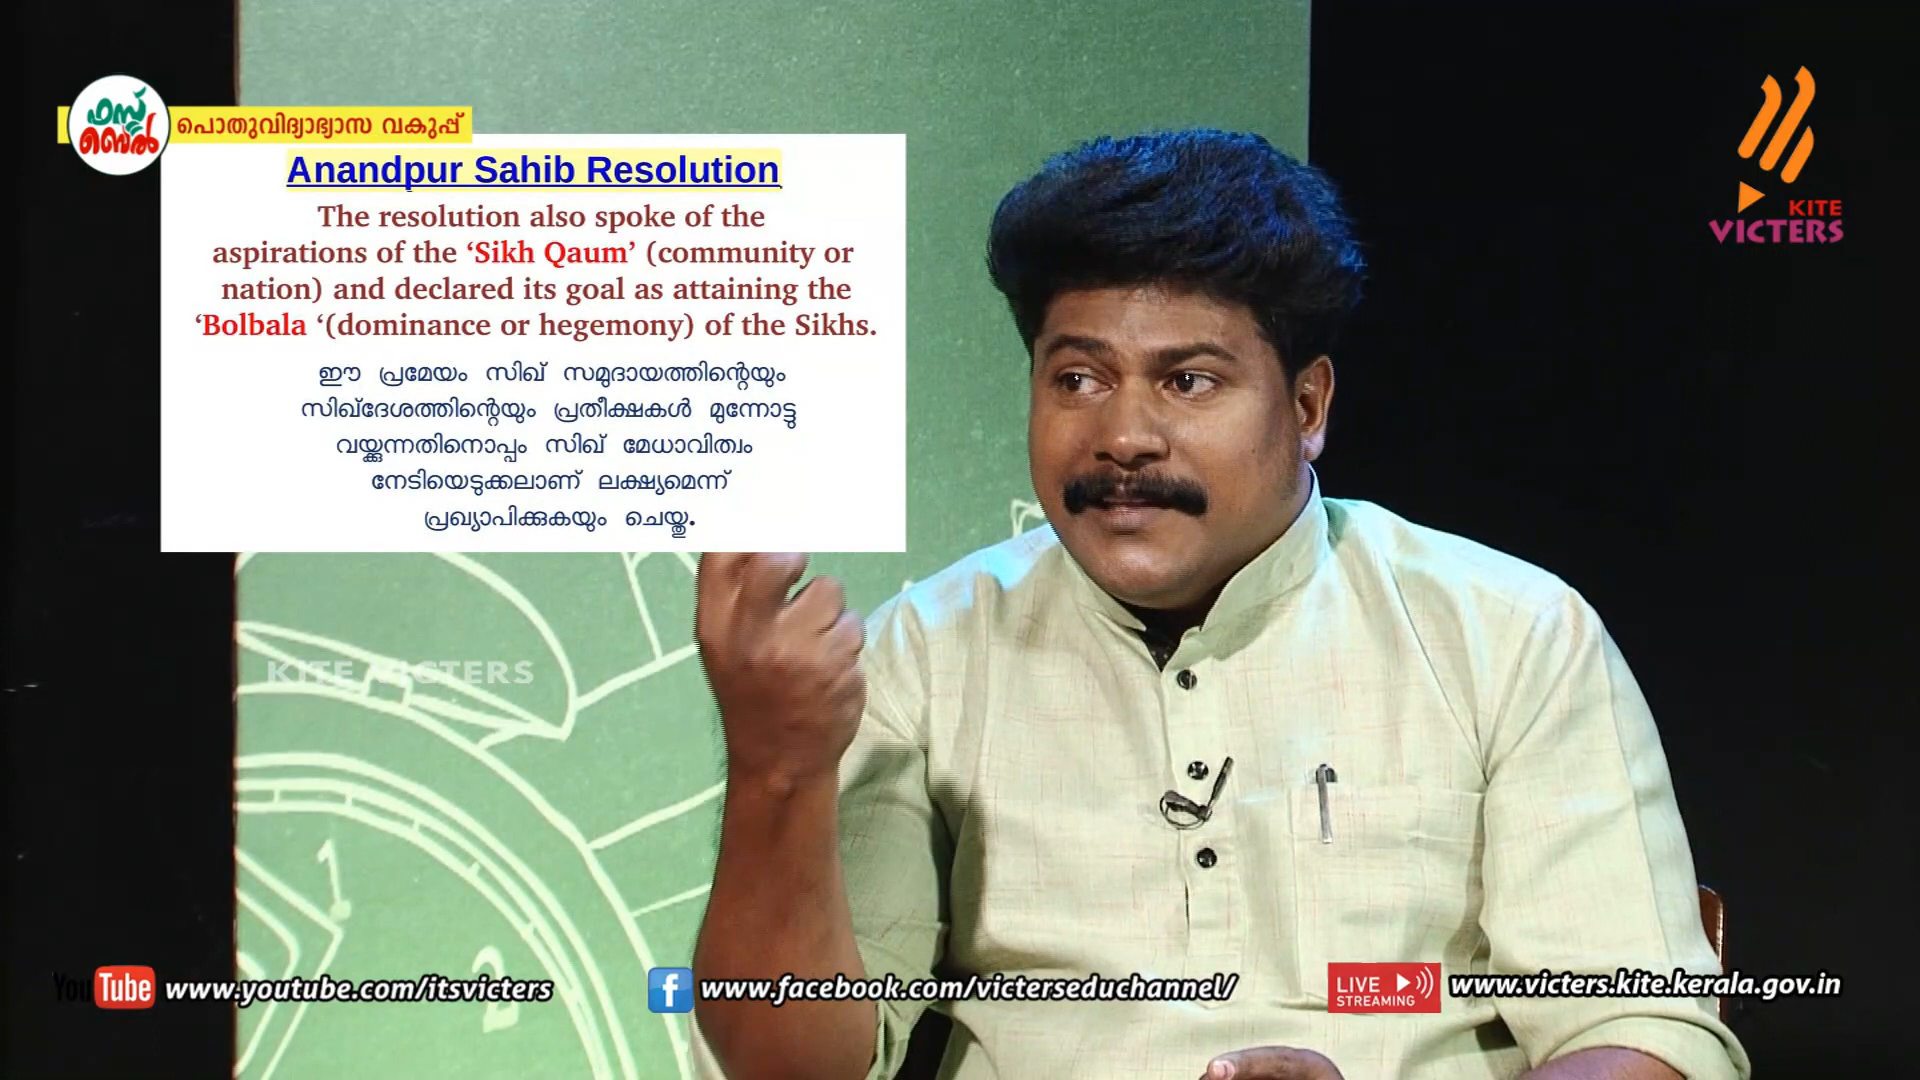 ഫസ്റ്റ്
ബെൽ
പൊതുവിദ്യാഭ്യാസ വകുപ്പ്
KITE
VICTERS
Anandpur Sahib Resolution
The resolution also spoke of the
aspirations of the ‘Sikh Qaum’ (community or
nation) and declared its goal as attaining the
‘Bolbala ‘(dominance or hegemony) of the Sikhs.
ഈ പ്രമേയം സിഖ് സമുദായത്തിന്റെയും
സിഖ്ദേശത്തിന്റെയും പ്രതീക്ഷകൾ മുന്നോട്ടു
വയ്ക്കുന്നതിനൊപ്പം സിഖ് മേധാവിത്വം
നേടിയെടുക്കലാണ് ലക്ഷ്യമെന്ന്
പ്രഖ്യാപിക്കുകയും ചെയ്തു.
KITE VICTERS
1
2
YouTube www.youtube.com/itsvicters
f www.facebook.com/victerseduchannel/
LIVE
STREAMING
www.victers.kite.kerala.gov.in